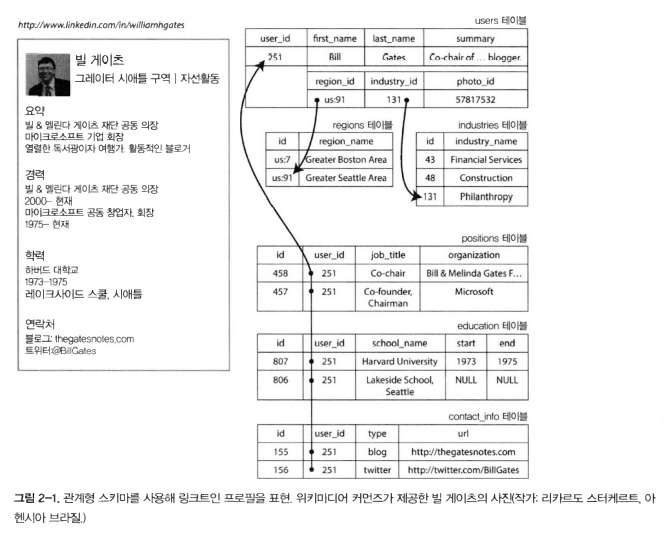 http://www.linkedin.com/in/williamhgates
빌 게이츠
그레이터 시애틀 구역 | 자선활동
요약
빌 & 멜린다 게이츠 재단 공동 의장
마이크로소프트 기업 회장
열렬한 독서광이자 여행가. 활동적인 블로거
경력
빌 & 멜린다 게이츠 재단 공동 의장
2000- 현재
마이크로소프트 공동 창업자, 회장
1975- 현재
학력
하버드 대학교
1973-1975
레이크사이드 스쿨, 시애틀
연락처
블로그: thegatesnotes.com
트위터:@BillGates
users 테이블
user_id first_name last_name summary
251 Bill Gates Co-chair of … blogger.
region_id industry_id photo_id
us:91 131 57817532
regions 테이블
id region_name
us:7 Greater Boston Area
us:91 Greater Seattle Area
industries 테이블
id industry_name
43 Financial Services
48 Construction
131 Philanthropy
positions 테이블
id user_id job_title organization
458 251 Co-chair Bill & Melinda Gates F…
457 251 Co-founder, Chairman Microsoft
education 테이블
id user_id school_name start end
807 251 Harvard University 1973 1975
806 251 Lakeside School, Seattle NULL NULL
contact_info 테이블
id user_id type url
155 251 blog http://thegatesnotes.com
156 251 twitter http://twitter.com/BillGates
그림 2-1. 관계형 스키마를 사용해 링크트인 프로필을 표현. 위키미디어 커먼즈가 제공한 빌 게이츠의 사진(작가: 리카르도 스터케르트, 아
헨시아 브라질.)